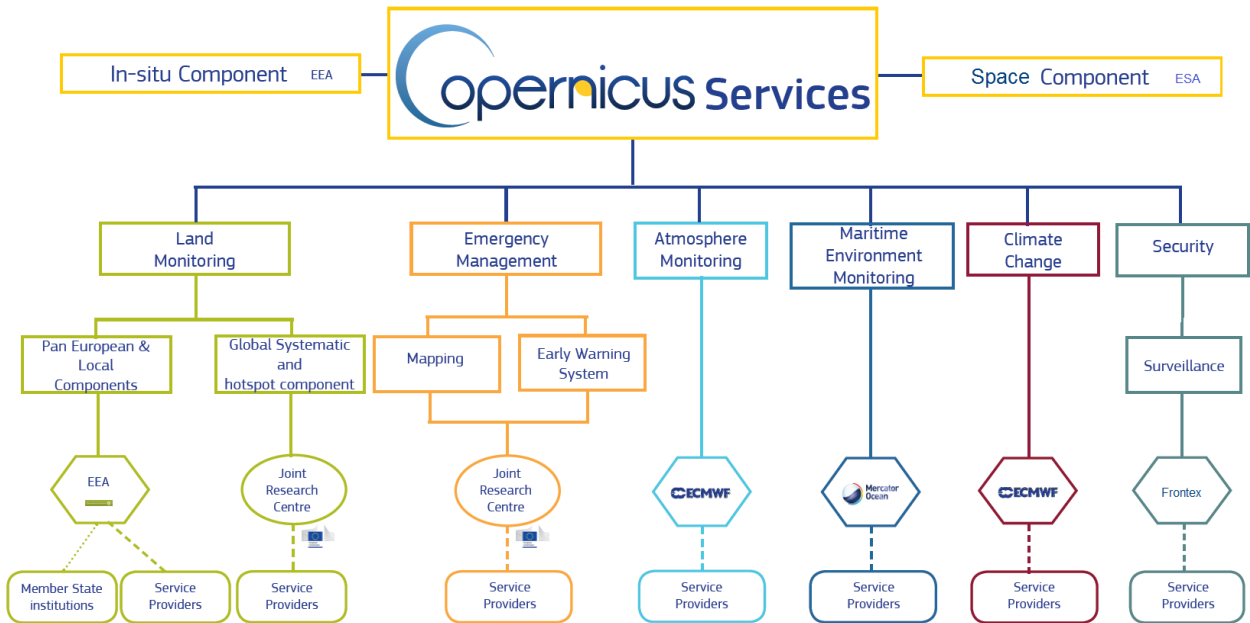 In-situ Component EEA
Copernicus Services
Space Component ESA
Land
Monitoring
Emergency
Management
Atmosphere
Monitoring
Maritime
Environment
Monitoring
Climate
Change
Security
Pan European &
Local
Components
Global Systematic
and
hotspot component
Mapping
Early Warning
System
Surveillance
EEA
Joint
Research
Centre
Joint
Research
Centre
ECMWF
Mercator
Ocean
ECMWF
Frontex
Member State
institutions
Service
Providers
Service
Providers
Service
Providers
Service
Providers
Service
Providers
Service
Providers
Service
Providers